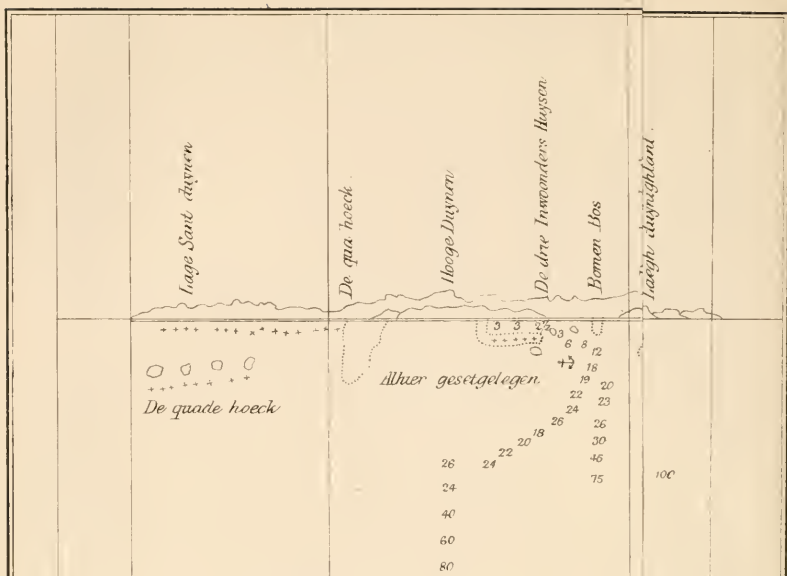 Lage Sant duynen
De qua hoeck.
Hooge Duynen
De drie Inwoonders Huysen
Bomen Bos
Laëgh duynighlant.
3 3 2½
3
6 8
12
18
19 20
22 23
24
26 26
18 30
20 46
22
26 24 75 100
24
40
60
80
Alhier gesetgelegen.
De quade hoeck